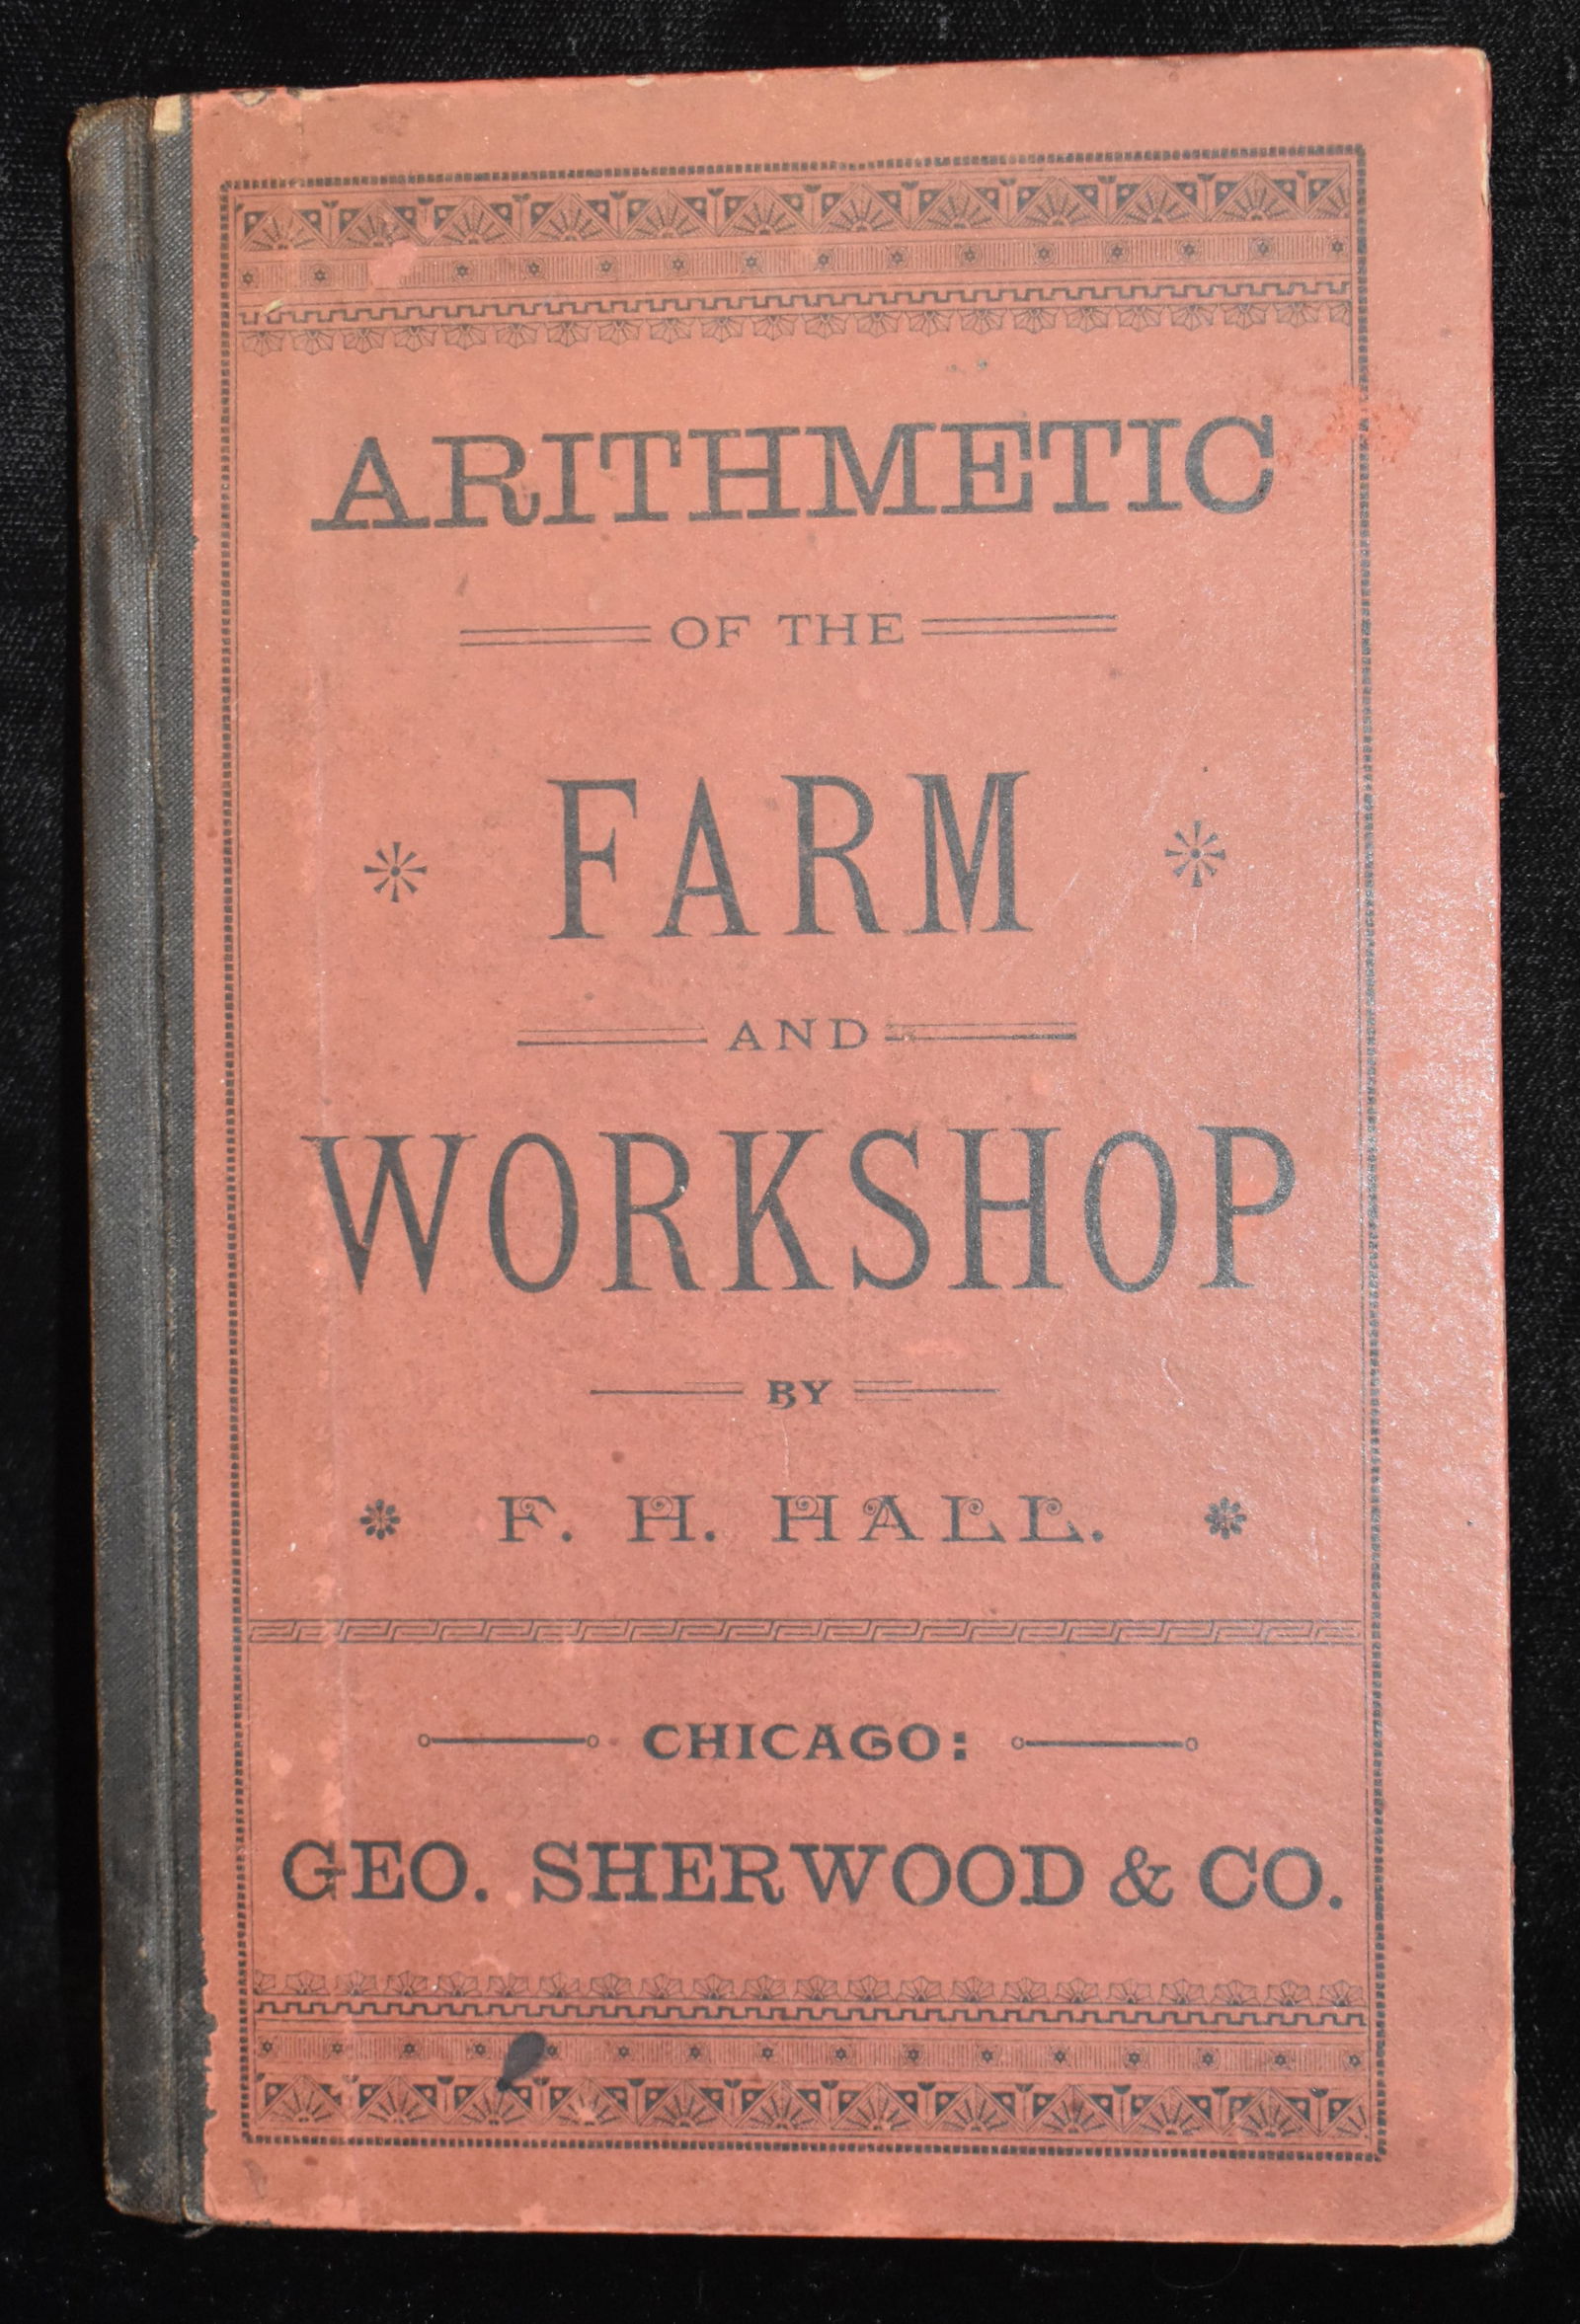 ARITHMETIC
OF THE
FARM
AND
WORKSHOP
BY
F. H. HALL.
CHICAGO:
GEO. SHERWOOD & CO.